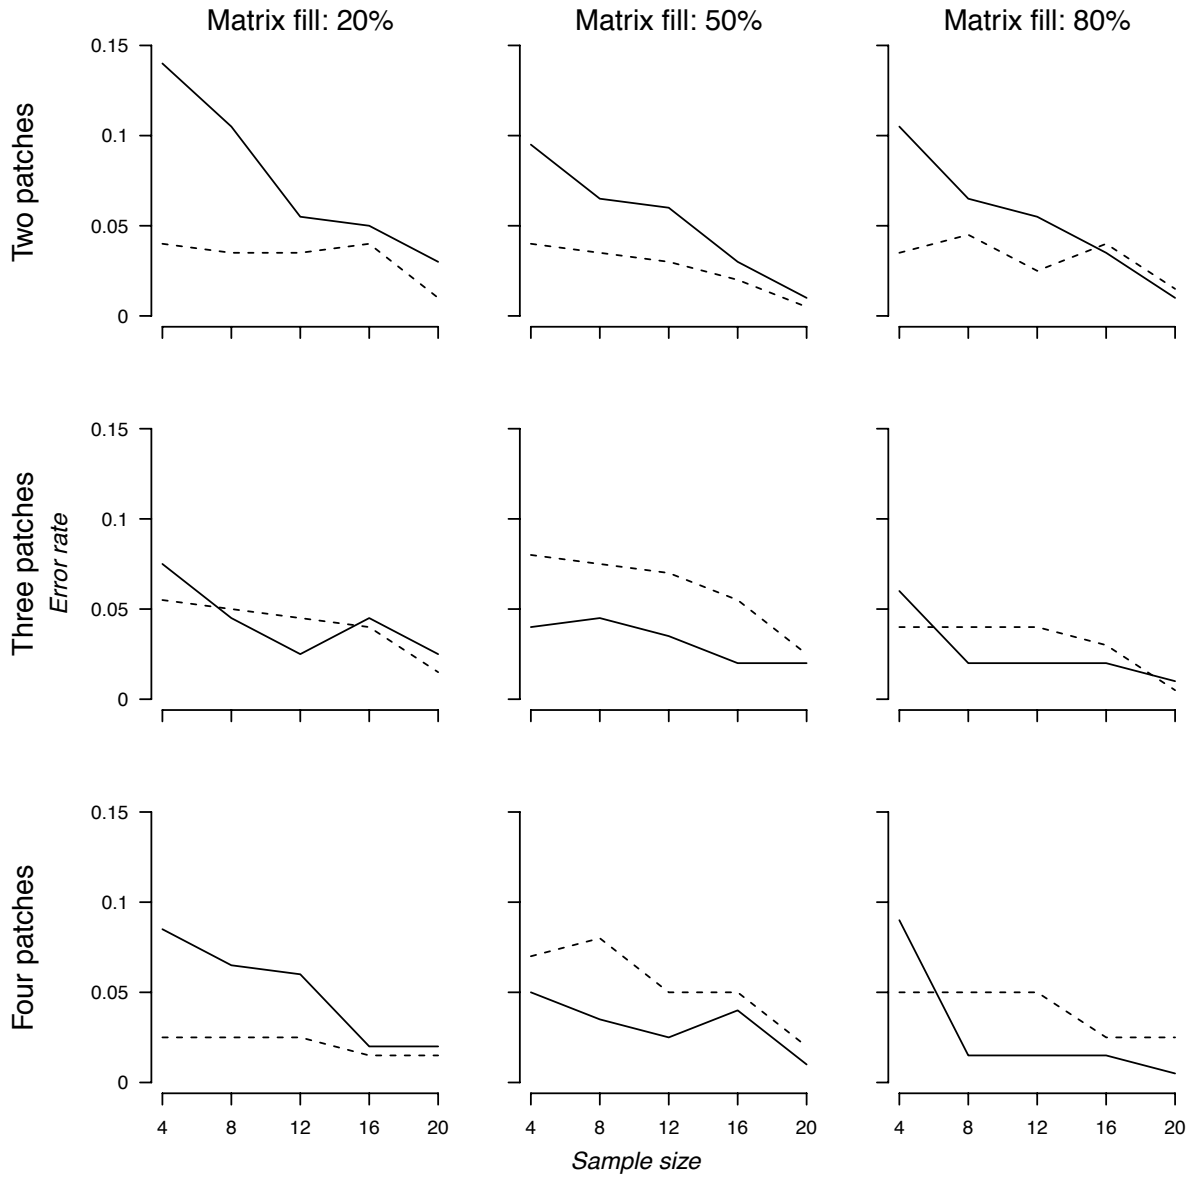 Matrix fill: 20%
Matrix fill: 50%
Matrix fill: 80%
Two patches
0.15
0.1
0.05
0
Three patches
Error rate
0.15
0.1
0.05
0
Four patches
0.15
0.1
0.05
0
4 8 12 16 20
4 8 12 16 20
4 8 12 16 20
Sample size